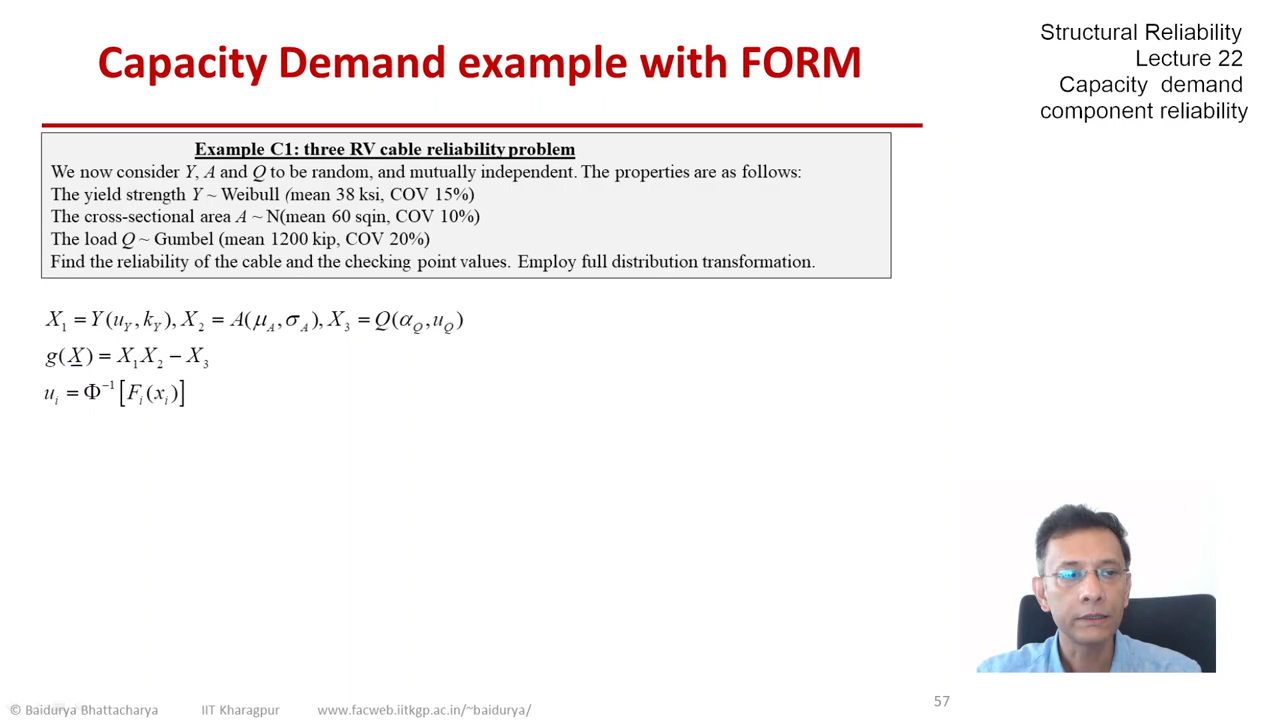 Capacity Demand example with FORM
Structural Reliability
Lecture 22
Capacity demand
component reliability
Example C1: three RV cable reliability problem
We now consider Y, A and Q to be random, and mutually independent. The properties are as follows:
The yield strength Y ~ Weibull (mean 38 ksi, COV 15%)
The cross-sectional area A ~ N(mean 60 sqin, COV 10%)
The load Q ~ Gumbel (mean 1200 kip, COV 20%)
Find the reliability of the cable and the checking point values. Employ full distribution transformation.
X₁ = Y(u_Y, k_Y), X₂ = A(μ_A, σ_A), X₃ = Q(α_Q, u_Q)
g(X) = X₁X₂ − X₃
u_i = Φ⁻¹[F_i(x_i)]
© Baidurya Bhattacharya IIT Kharagpur www.facweb.iitkgp.ac.in/~baidurya/
57